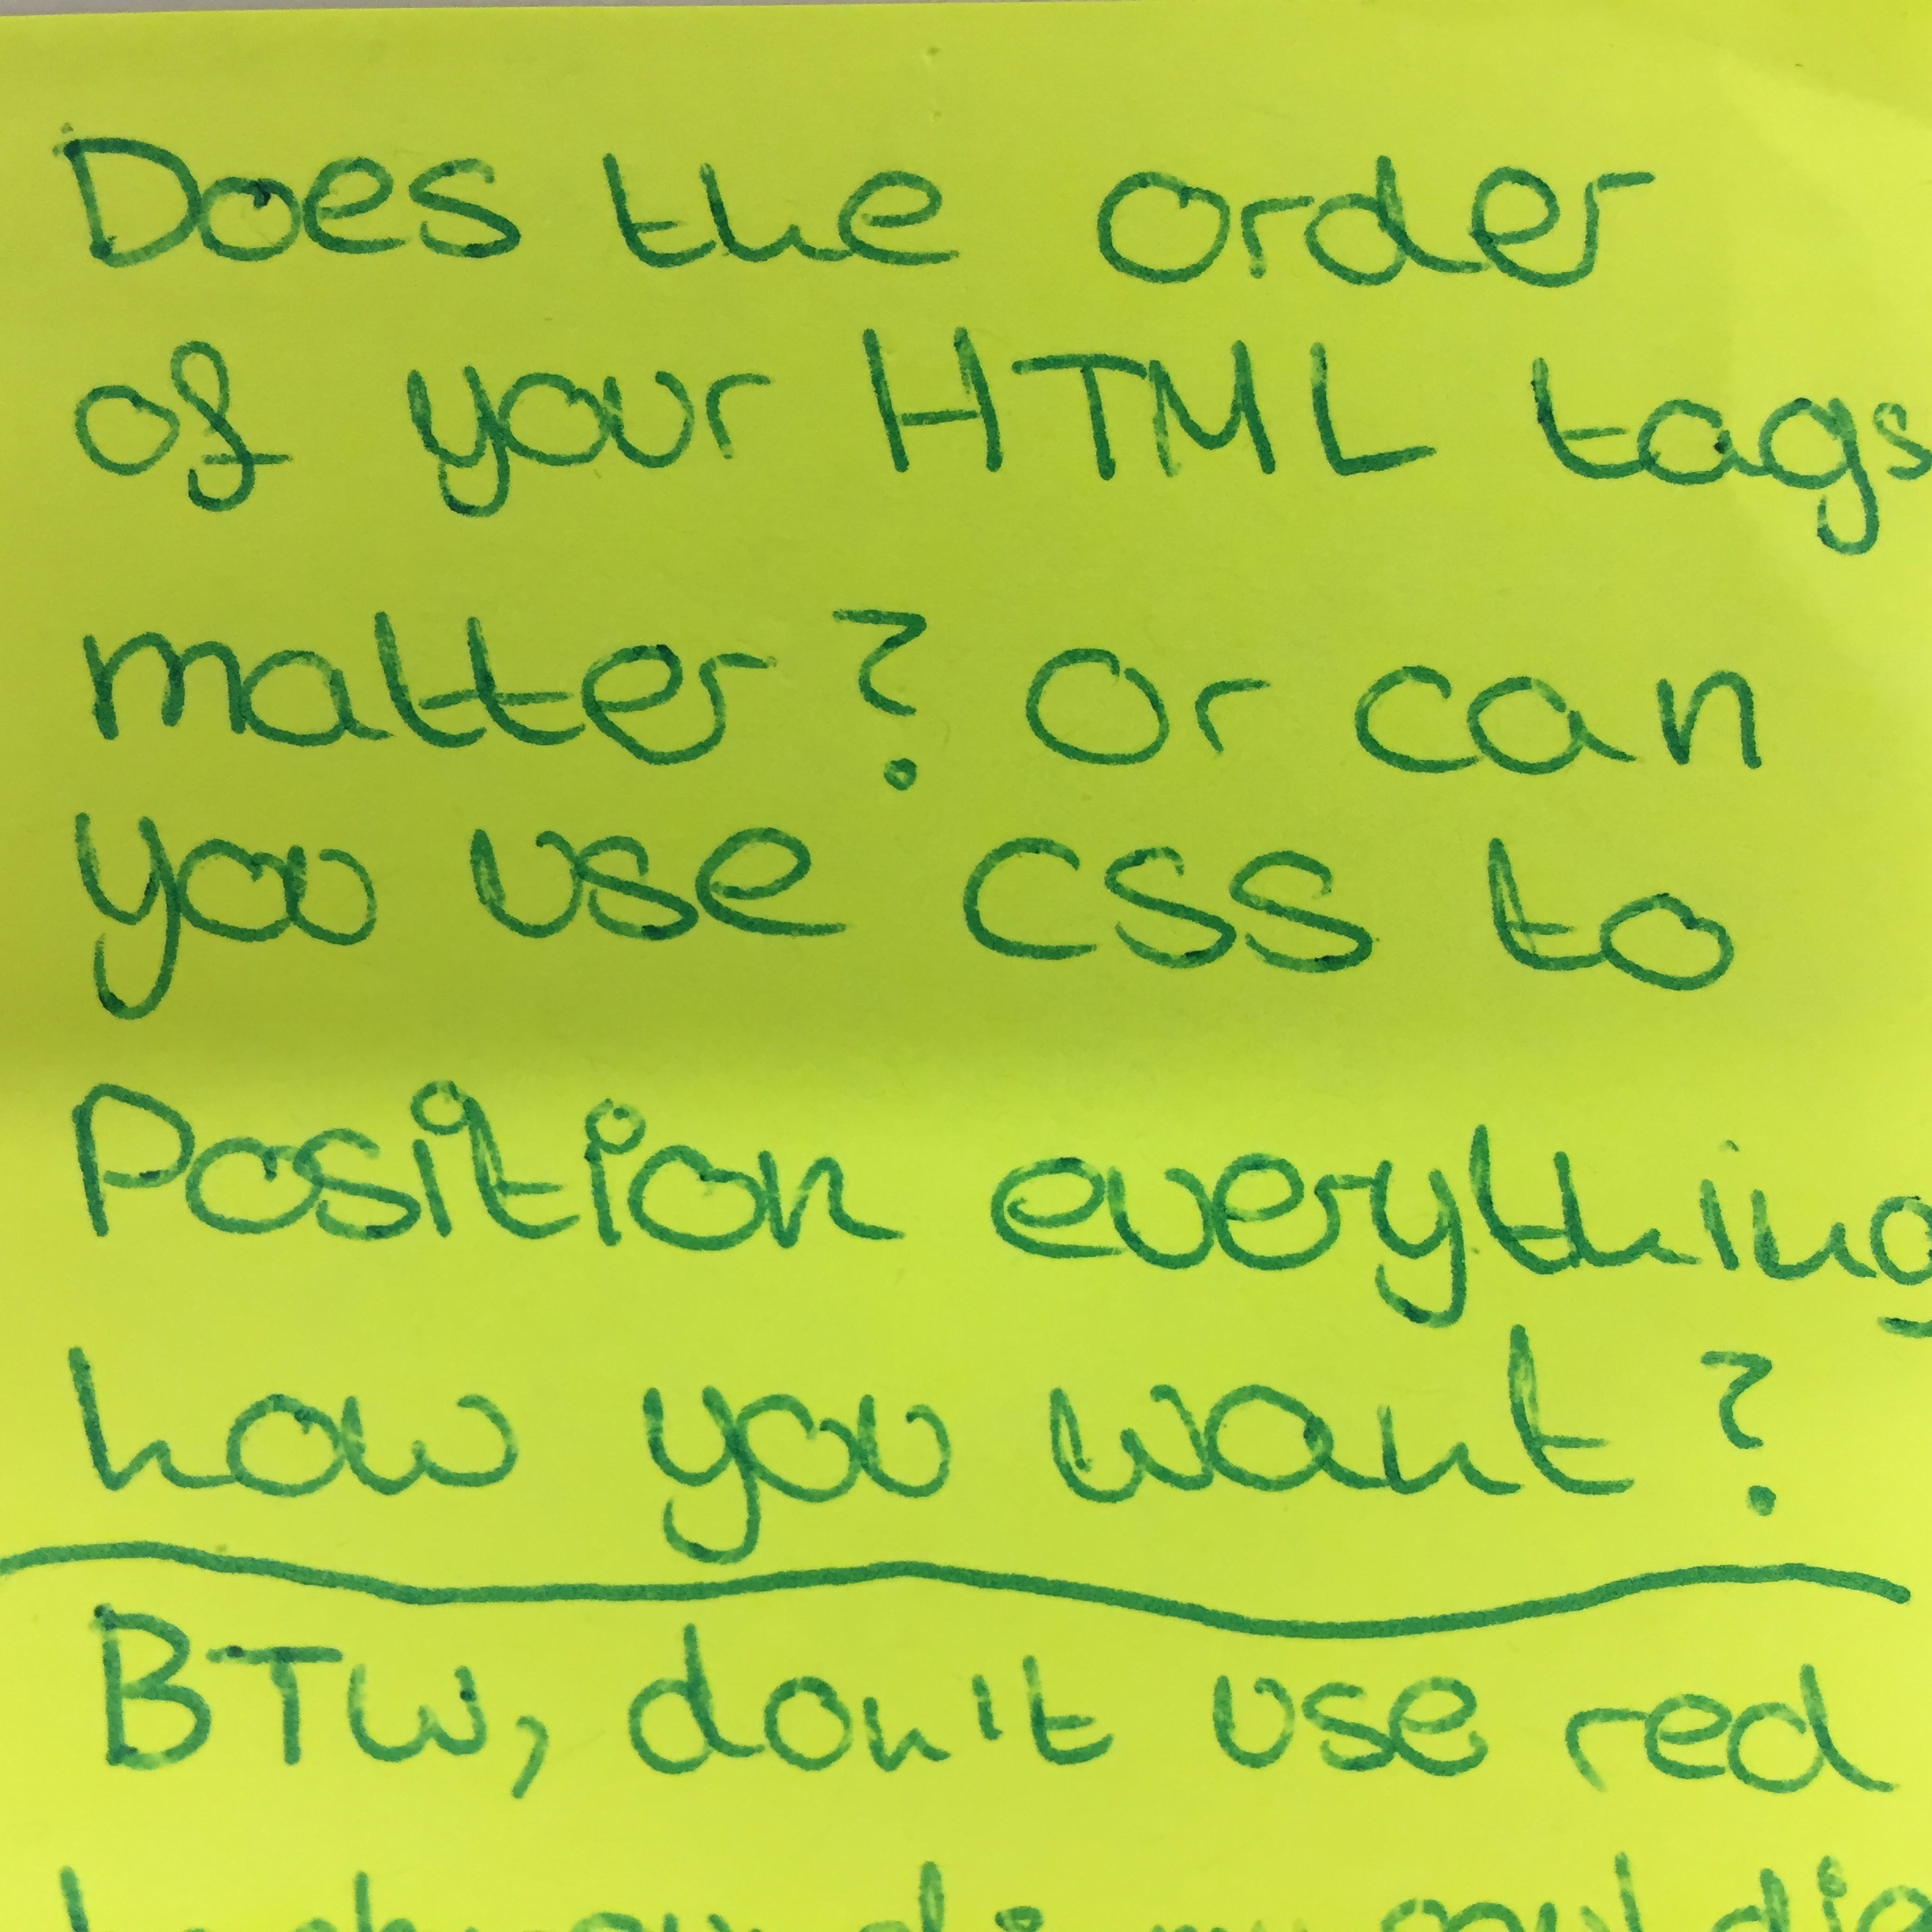 Does the order
of your HTML tags
matter? Or can
you use CSS to
Position everything
how you want?
BTW, don't use red